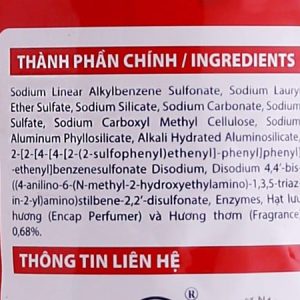 THÀNH PHẦN CHÍNH / INGREDIENTS
Sodium Linear Alkylbenzene Sulfonate, Sodium Laury
Ether Sulfate, Sodium Silicate, Sodium Carbonate, Sodium
Sulfate, Sodium Carboxyl Methyl Cellulose, Sodium
Aluminum Phyllosilicate, Alkali Hydrated Aluminosilicate,
2-[2-[4-[4-[2-(2-sulfophenyl)ethenyl]-phenyl]phenyl]
-ethenyl]benzenesulfonate Disodium, Disodium 4,4'-bis-
((4-anilino-6-(N-methyl-2-hydroxyethylamino)-1,3,5-triaz
in-2-yl)amino)stilbene-2,2'-disulfonate, Enzymes, Hạt lưu
hương (Encap Perfumer) và Hương thơm (Fragrance)
0,68%.
THÔNG TIN LIÊN HỆ
®